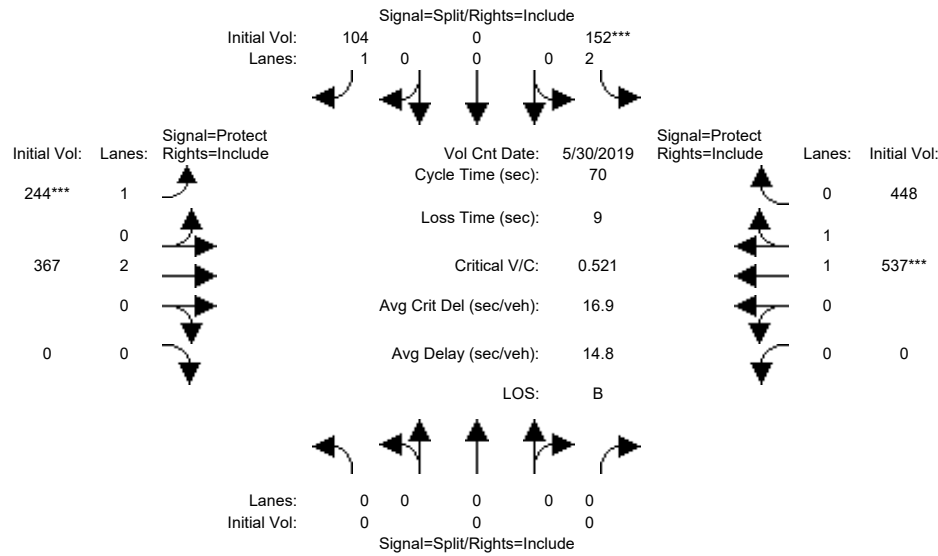 Signal=Split/Rights=Include
Initial Vol: 104 0 152***
Lanes: 1 0 0 0 2
Signal=Protect Signal=Protect
Initial Vol: Lanes: Rights=Include Vol Cnt Date: 5/30/2019 Rights=Include Lanes: Initial Vol:
Cycle Time (sec): 70
244*** 1 0 448
Loss Time (sec): 9
0 1
367 2 Critical V/C: 0.521 1 537***
0 Avg Crit Del (sec/veh): 16.9 0
0 0 Avg Delay (sec/veh): 14.8 0 0
LOS: B
Lanes: 0 0 0 0 0
Initial Vol: 0 0 0
Signal=Split/Rights=Include